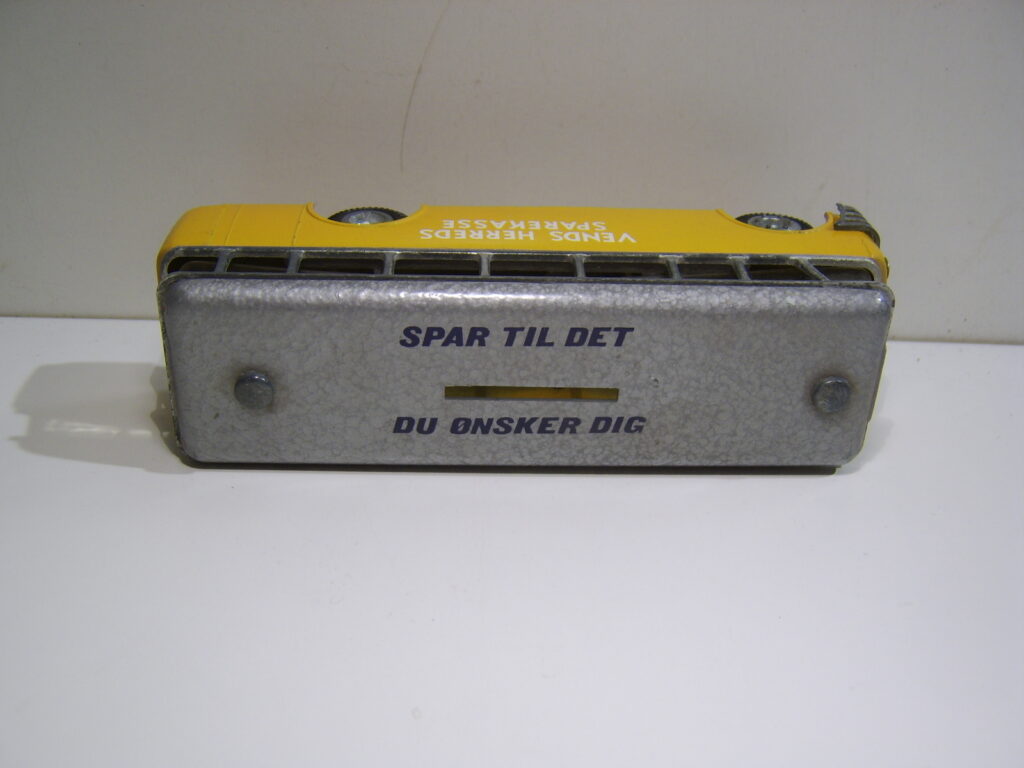 VENDS HERREDS
SPAREKASSE
SPAR TIL DET
DU ØNSKER DIG